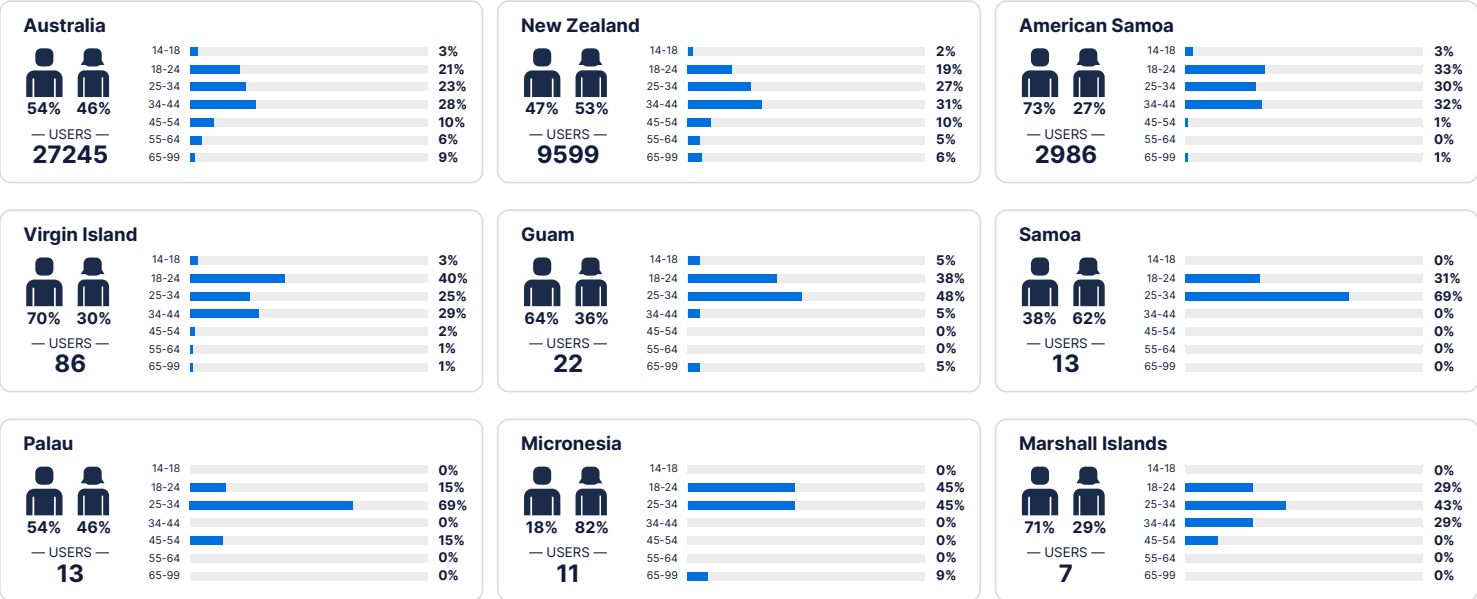 Australia
14-18 3%
18-24 21%
25-34 23%
54% 46% 34-44 28%
45-54 10%
— USERS — 55-64 6%
27245 65-99 9%
New Zealand
14-18 2%
18-24 19%
25-34 27%
47% 53% 34-44 31%
45-54 10%
— USERS — 55-64 5%
9599 65-99 6%
American Samoa
14-18 3%
18-24 33%
25-34 30%
73% 27% 34-44 32%
45-54 1%
— USERS — 55-64 0%
2986 65-99 1%
Virgin Island
14-18 3%
18-24 40%
25-34 25%
70% 30% 34-44 29%
45-54 2%
— USERS — 55-64 1%
86 65-99 1%
Guam
14-18 5%
18-24 38%
25-34 48%
64% 36% 34-44 5%
45-54 0%
— USERS — 55-64 0%
22 65-99 5%
Samoa
14-18 0%
18-24 31%
25-34 69%
38% 62% 34-44 0%
45-54 0%
— USERS — 55-64 0%
13 65-99 0%
Palau
14-18 0%
18-24 15%
25-34 69%
54% 46% 34-44 0%
45-54 15%
— USERS — 55-64 0%
13 65-99 0%
Micronesia
14-18 0%
18-24 45%
25-34 45%
18% 82% 34-44 0%
45-54 0%
— USERS — 55-64 0%
11 65-99 9%
Marshall Islands
14-18 0%
18-24 29%
25-34 43%
71% 29% 34-44 29%
45-54 0%
— USERS — 55-64 0%
7 65-99 0%